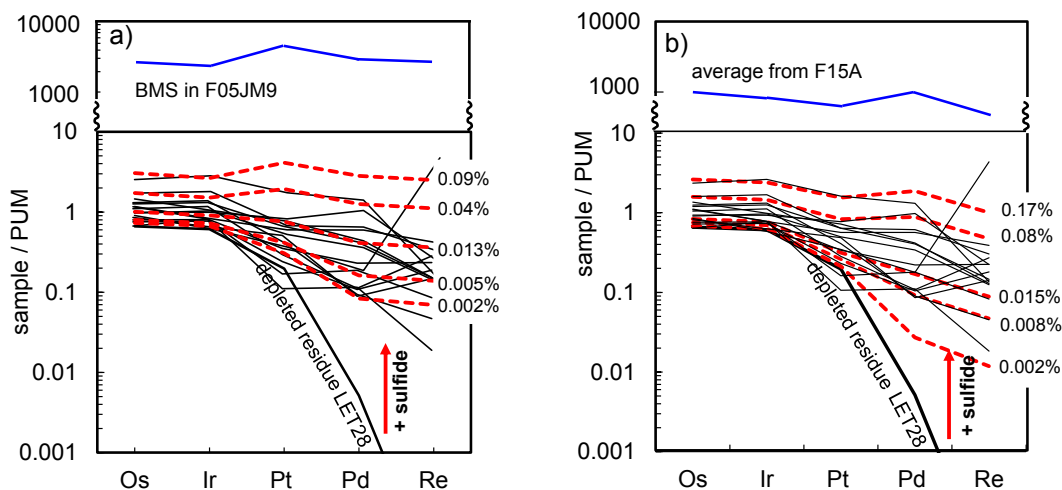 a)
10000
1000
10
1
0.1
0.01
0.001
sample / PUM
BMS in F05JM9
0.09%
0.04%
0.013%
0.005%
0.002%
depleted residue LET28
+ sulfide
Os Ir Pt Pd Re
b)
10000
1000
10
1
0.1
0.01
0.001
sample / PUM
average from F15A
0.17%
0.08%
0.015%
0.008%
0.002%
depleted residue LET28
+ sulfide
Os Ir Pt Pd Re